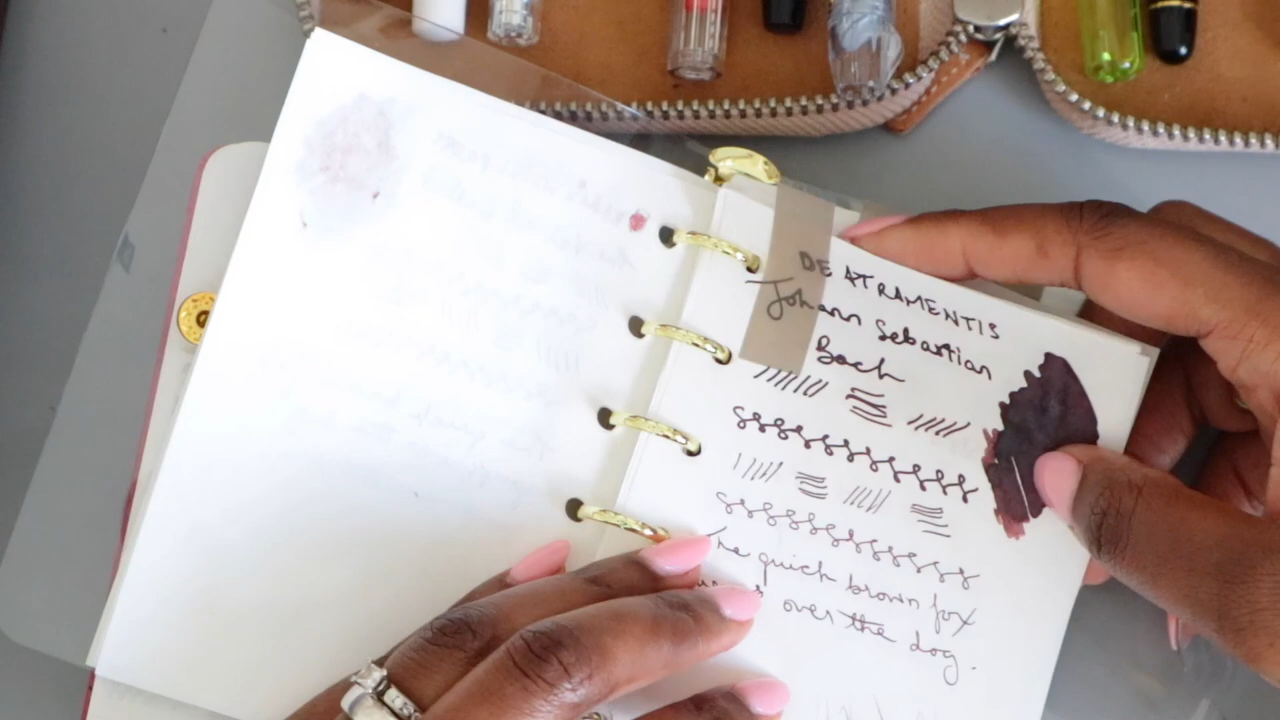 DE ATRAMENTIS
Johann Sebastian
Bach
The quick brown fox
over the dog.